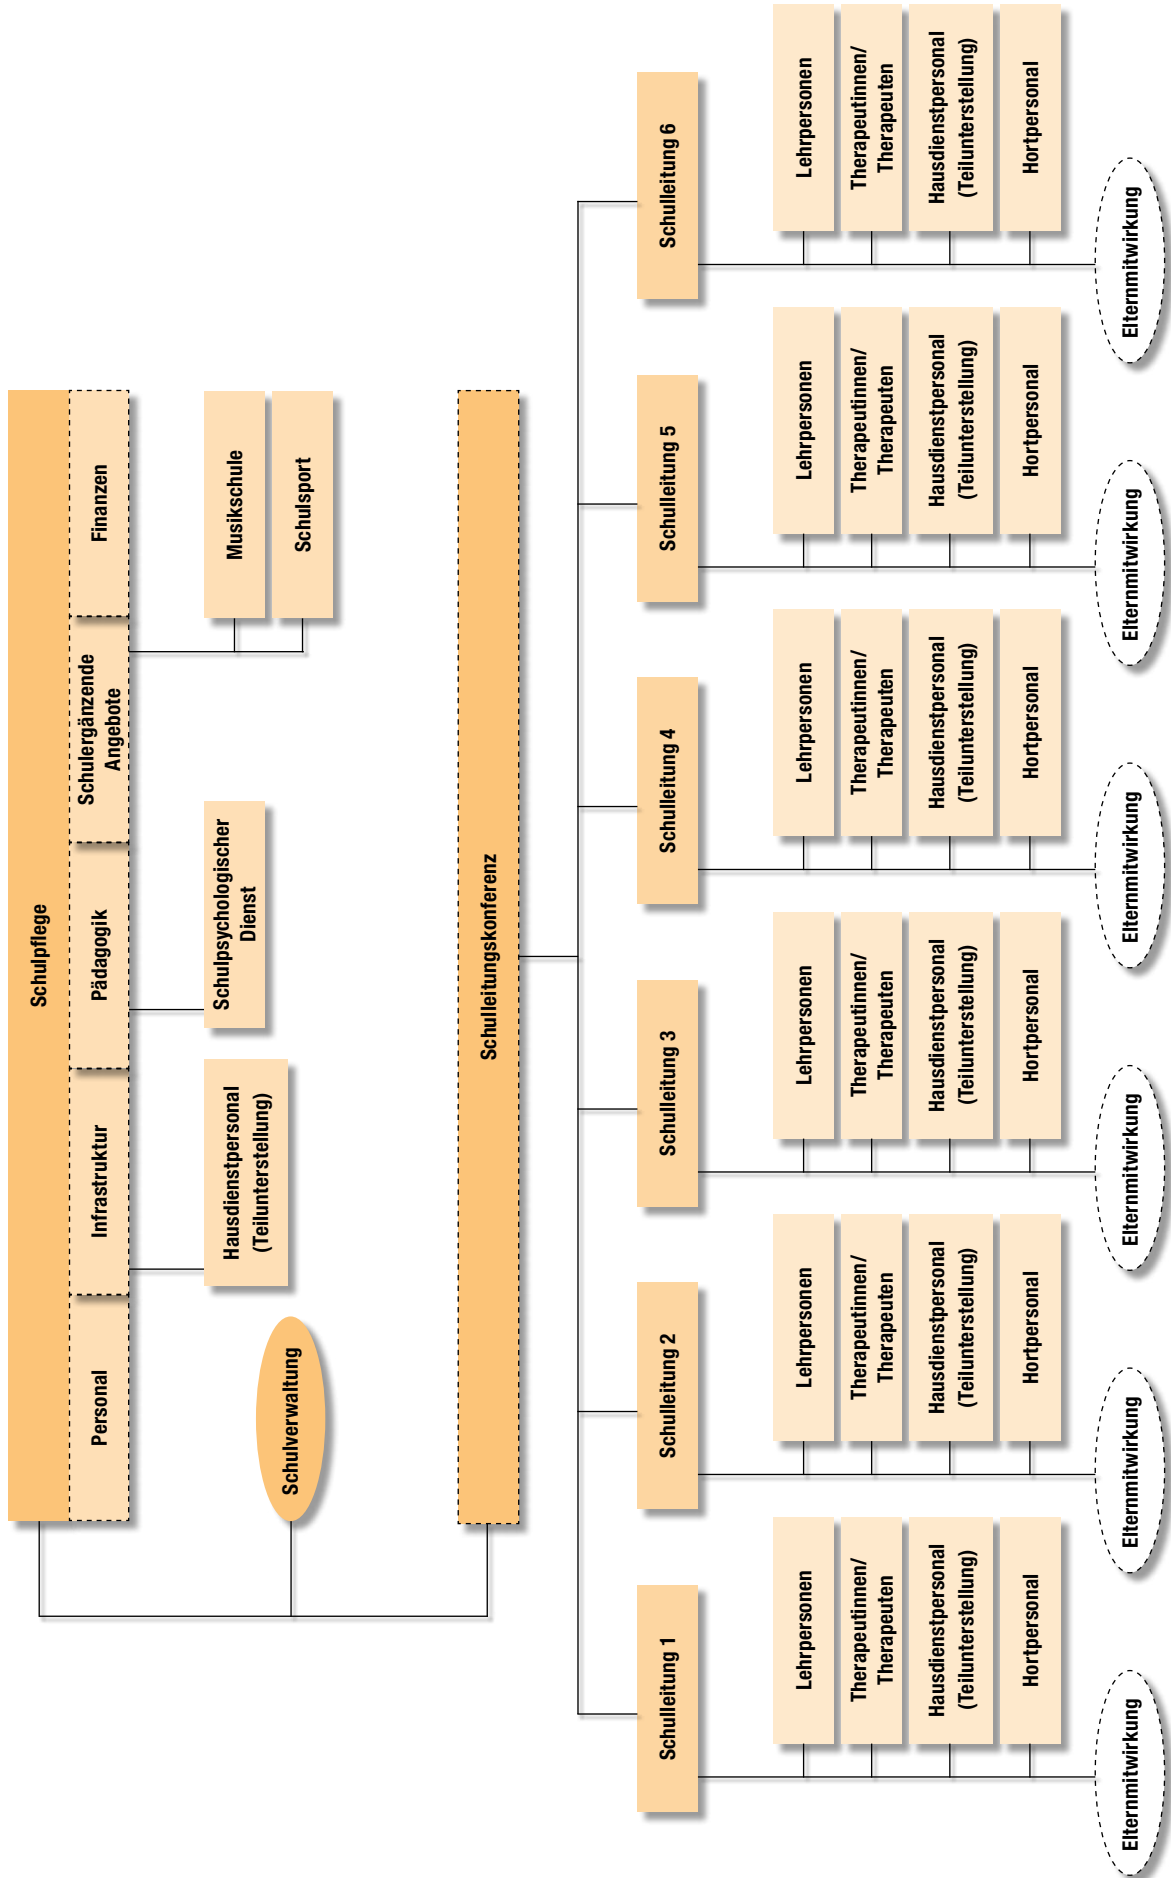 Schulpflege
Personal
Infrastruktur
Pädagogik
Schulergänzende
Angebote
Finanzen
Hausdienstpersonal
(Teilunterstellung)
Schulpsychologischer
Dienst
Musikschule
Schulsport
Schulverwaltung
Schulleitungskonferenz
Schulleitung 1
Lehrpersonen
Therapeutinnen/
Therapeuten
Hausdienstpersonal
(Teilunterstellung)
Hortpersonal
Elternmitwirkung
Schulleitung 2
Lehrpersonen
Therapeutinnen/
Therapeuten
Hausdienstpersonal
(Teilunterstellung)
Hortpersonal
Elternmitwirkung
Schulleitung 3
Lehrpersonen
Therapeutinnen/
Therapeuten
Hausdienstpersonal
(Teilunterstellung)
Hortpersonal
Elternmitwirkung
Schulleitung 4
Lehrpersonen
Therapeutinnen/
Therapeuten
Hausdienstpersonal
(Teilunterstellung)
Hortpersonal
Elternmitwirkung
Schulleitung 5
Lehrpersonen
Therapeutinnen/
Therapeuten
Hausdienstpersonal
(Teilunterstellung)
Hortpersonal
Elternmitwirkung
Schulleitung 6
Lehrpersonen
Therapeutinnen/
Therapeuten
Hausdienstpersonal
(Teilunterstellung)
Hortpersonal
Elternmitwirkung